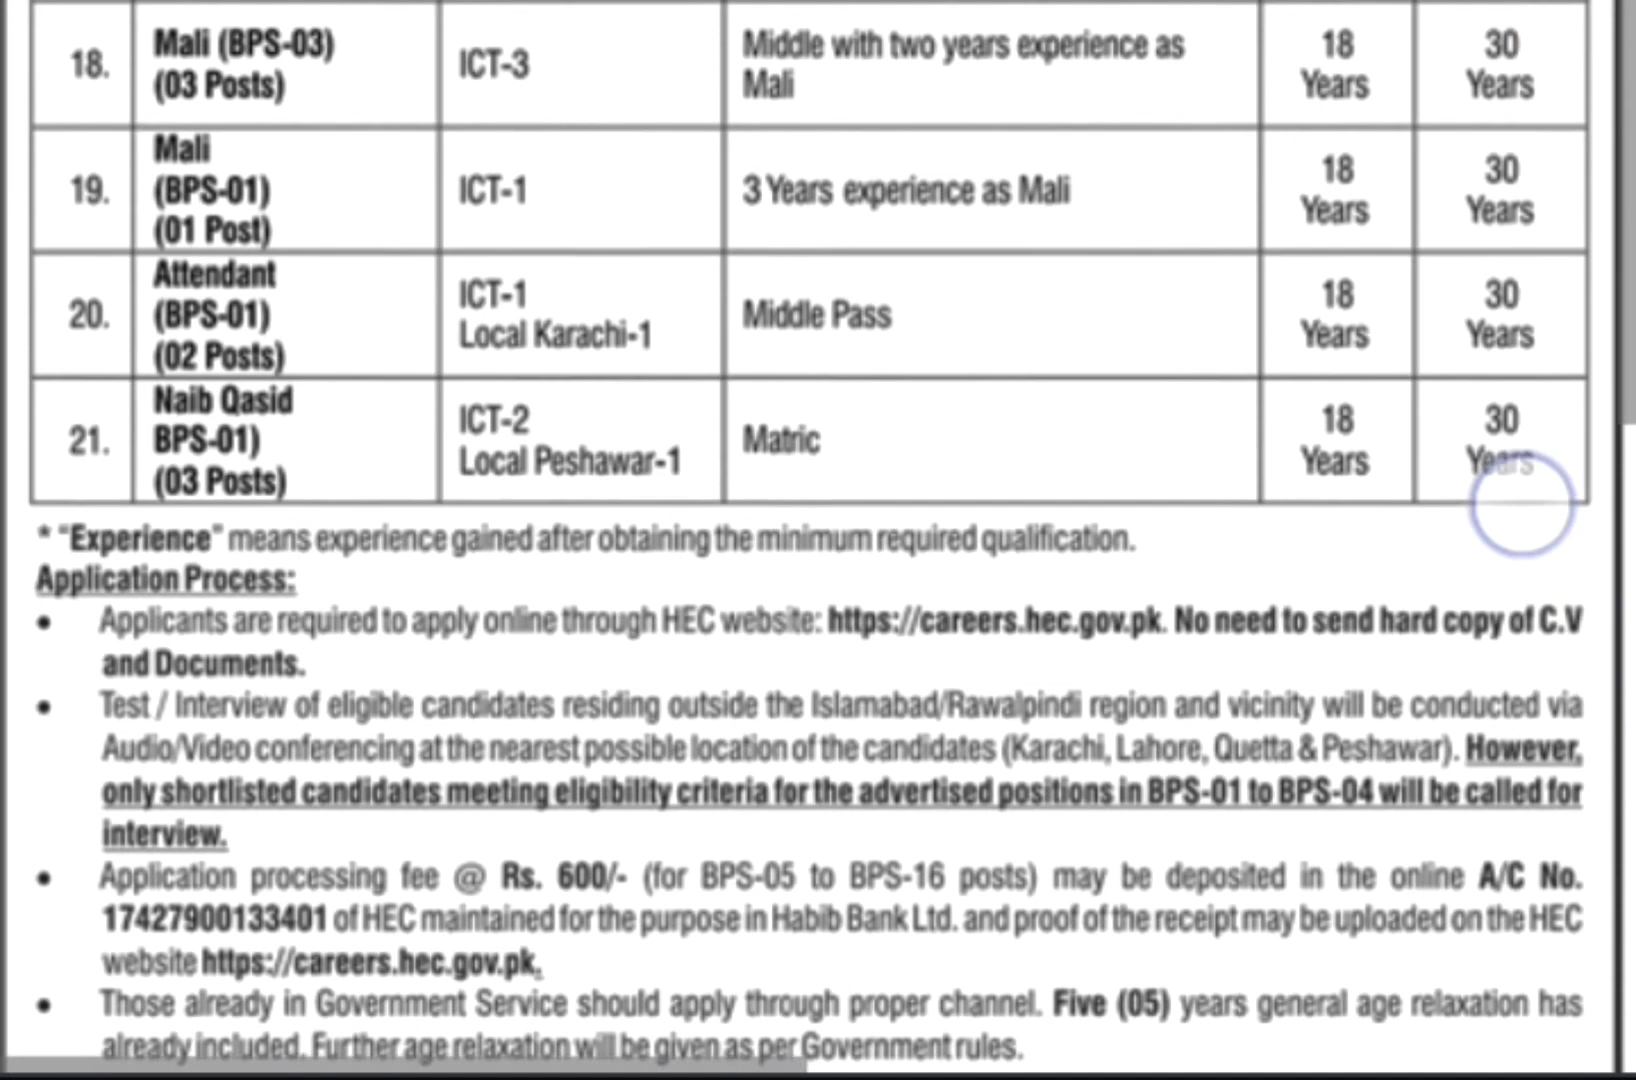 18. Mali (BPS-03) ICT-3 Middle with two years experience as 18 30
(03 Posts) Mali Years Years
Mali 18 30
19. (BPS-01) ICT-1 3 Years experience as Mali Years Years
(01 Post)
Attendant ICT-1 18 30
20. (BPS-01) Local Karachi-1 Middle Pass Years Years
(02 Posts)
Naib Qasid ICT-2 18 30
21. BPS-01) Local Peshawar-1 Matric Years Years
(03 Posts)
* "Experience" means experience gained after obtaining the minimum required qualification.
Application Process:
• Applicants are required to apply online through HEC website: https://careers.hec.gov.pk. No need to send hard copy of C.V
and Documents.
• Test / Interview of eligible candidates residing outside the Islamabad/Rawalpindi region and vicinity will be conducted via
Audio/Video conferencing at the nearest possible location of the candidates (Karachi, Lahore, Quetta & Peshawar). However,
only shortlisted candidates meeting eligibility criteria for the advertised positions in BPS-01 to BPS-04 will be called for
interview.
• Application processing fee @ Rs. 600/- (for BPS-05 to BPS-16 posts) may be deposited in the online A/C No.
17427900133401 of HEC maintained for the purpose in Habib Bank Ltd. and proof of the receipt may be uploaded on the HEC
website https://careers.hec.gov.pk.
• Those already in Government Service should apply through proper channel. Five (05) years general age relaxation has
already included. Further age relaxation will be given as per Government rules.